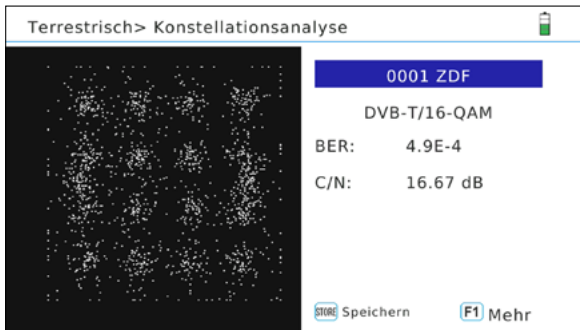 Terrestrisch> Konstellationsanalyse
0001 ZDF
DVB-T/16-QAM
BER: 4.9E-4
C/N: 16.67 dB
STORE Speichern F1 Mehr